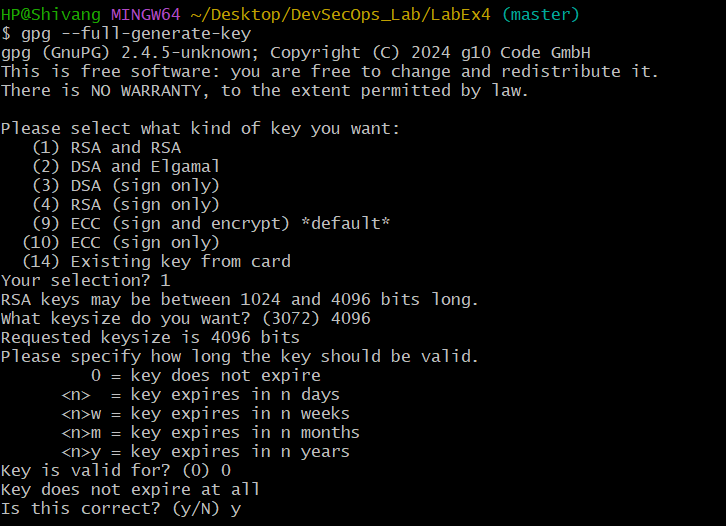 HP@Shivang MINGW64 ~/Desktop/DevSecOps_Lab/LabEx4 (master)
$ gpg --full-generate-key
gpg (GnuPG) 2.4.5-unknown; Copyright (C) 2024 g10 Code GmbH
This is free software: you are free to change and redistribute it.
There is NO WARRANTY, to the extent permitted by law.

Please select what kind of key you want:
   (1) RSA and RSA
   (2) DSA and Elgamal
   (3) DSA (sign only)
   (4) RSA (sign only)
   (9) ECC (sign and encrypt) *default*
  (10) ECC (sign only)
  (14) Existing key from card
Your selection? 1
RSA keys may be between 1024 and 4096 bits long.
What keysize do you want? (3072) 4096
Requested keysize is 4096 bits
Please specify how long the key should be valid.
         0 = key does not expire
      <n>  = key expires in n days
      <n>w = key expires in n weeks
      <n>m = key expires in n months
      <n>y = key expires in n years
Key is valid for? (0) 0
Key does not expire at all
Is this correct? (y/N) y